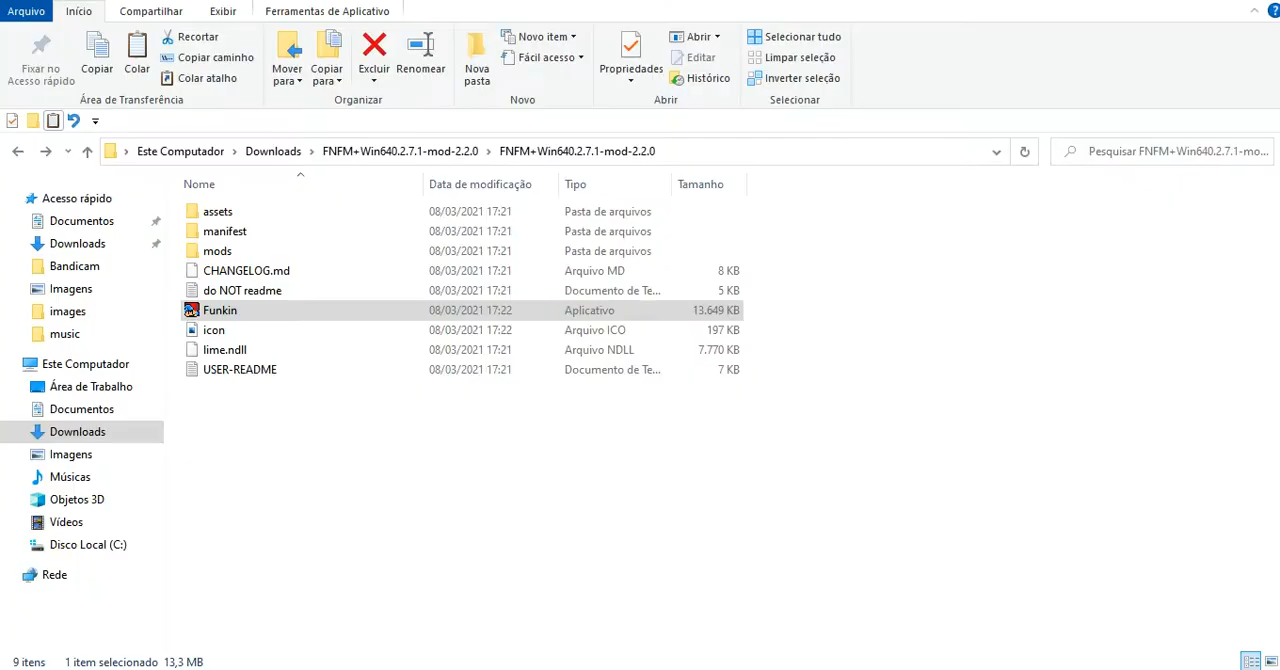 Arquivo Início Compartilhar Exibir Ferramentas de Aplicativo
Fixar no Acesso rápido
Copiar
Colar
Recortar
Copiar caminho
Colar atalho
Área de Transferência
Mover para
Copiar para
Excluir
Renomear
Organizar
Nova pasta
Novo item
Fácil acesso
Novo
Propriedades
Abrir
Editar
Histórico
Abrir
Selecionar tudo
Limpar seleção
Inverter seleção
Selecionar
Este Computador › Downloads › FNFM+Win640.2.7.1-mod-2.2.0 › FNFM+Win640.2.7.1-mod-2.2.0
Pesquisar FNFM+Win640.2.7.1-mo...
Acesso rápido
Documentos
Downloads
Bandicam
Imagens
images
music
Este Computador
Área de Trabalho
Documentos
Downloads
Imagens
Músicas
Objetos 3D
Vídeos
Disco Local (C:)
Rede
Nome Data de modificação Tipo Tamanho
assets 08/03/2021 17:21 Pasta de arquivos
manifest 08/03/2021 17:21 Pasta de arquivos
mods 08/03/2021 17:21 Pasta de arquivos
CHANGELOG.md 08/03/2021 17:21 Arquivo MD 8 KB
do NOT readme 08/03/2021 17:21 Documento de Te... 5 KB
Funkin 08/03/2021 17:22 Aplicativo 13.649 KB
icon 08/03/2021 17:22 Arquivo ICO 197 KB
lime.ndll 08/03/2021 17:21 Arquivo NDLL 7.770 KB
USER-README 08/03/2021 17:21 Documento de Te... 7 KB
9 itens 1 item selecionado 13,3 MB